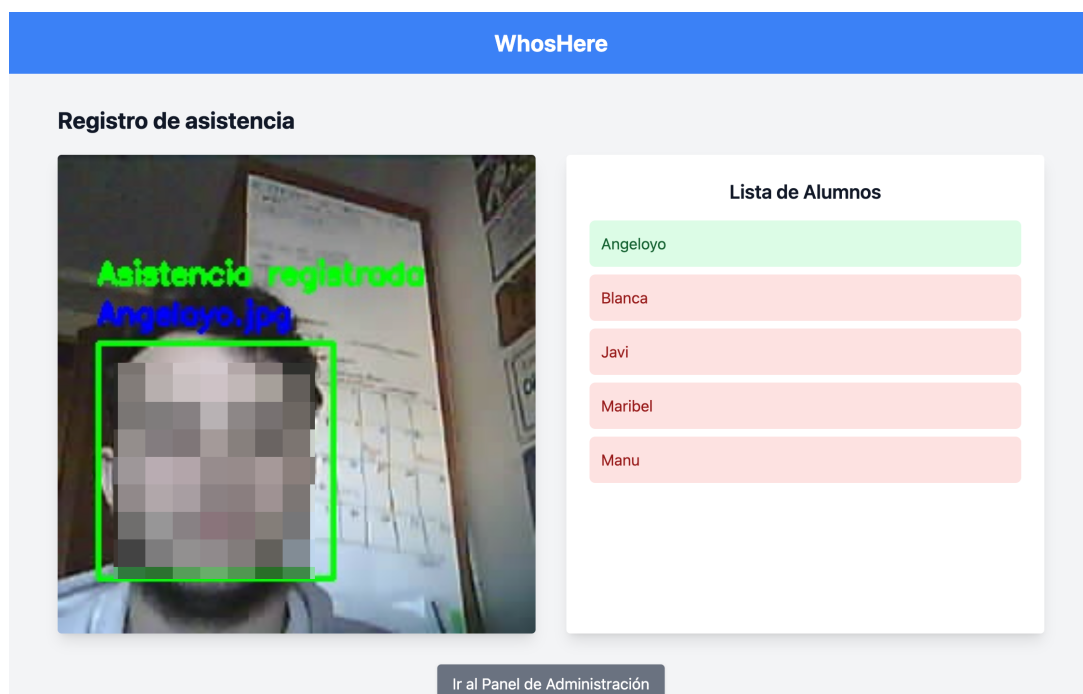 WhosHere
Registro de asistencia
Asistencia registrada
Angeloyo.jpg
Lista de Alumnos
Angeloyo
Blanca
Javi
Maribel
Manu
Ir al Panel de Administración